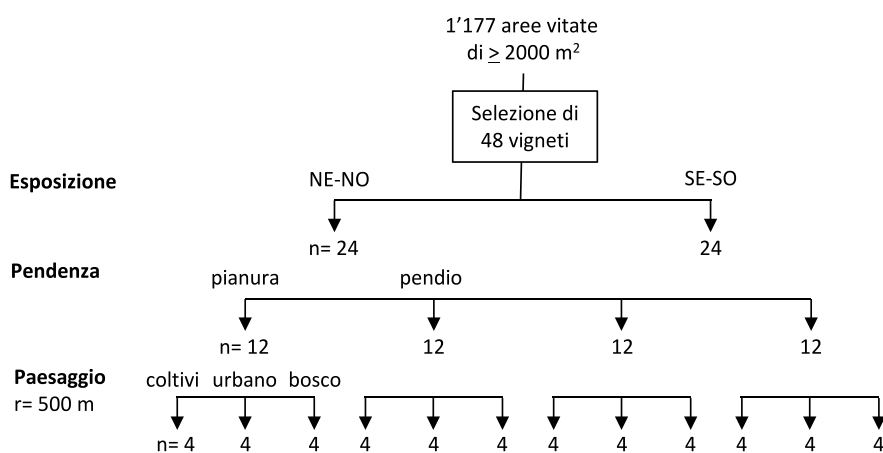 1’177 aree vitate
di ≥ 2000 m²
Selezione di
48 vigneti
Esposizione
NE-NO
SE-SO
n= 24
24
Pendenza
pianura
pendio
n= 12
12
12
12
Paesaggio
r= 500 m
coltivi urbano bosco
n= 4 4 4 4 4 4 4 4 4 4 4 4